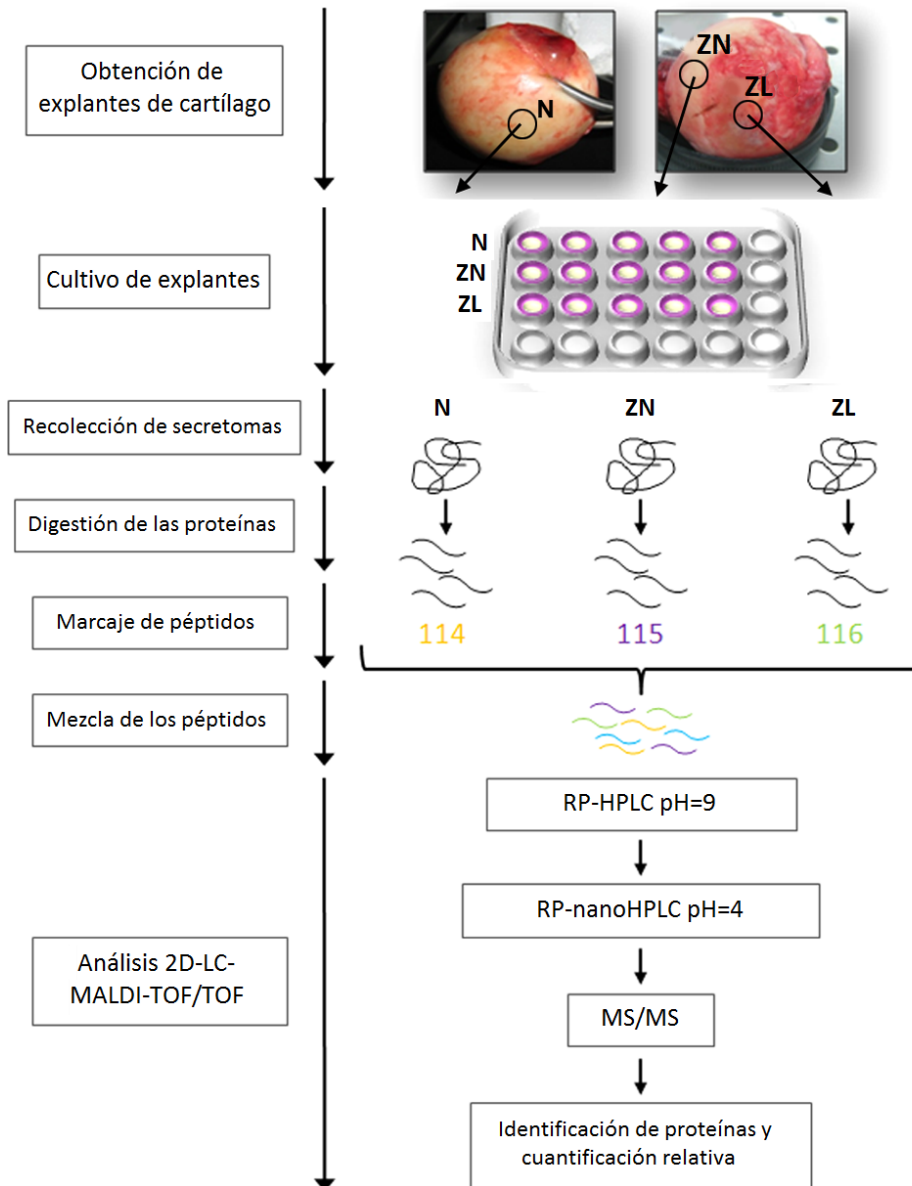 Obtención de
explantes de cartílago
N
ZN
ZL
Cultivo de explantes
N
ZN
ZL
Recolección de secretomas
N ZN ZL
Digestión de las proteínas
Marcaje de péptidos
114 115 116
Mezcla de los péptidos
RP-HPLC pH=9
RP-nanoHPLC pH=4
Análisis 2D-LC-
MALDI-TOF/TOF
MS/MS
Identificación de proteínas y
cuantificación relativa